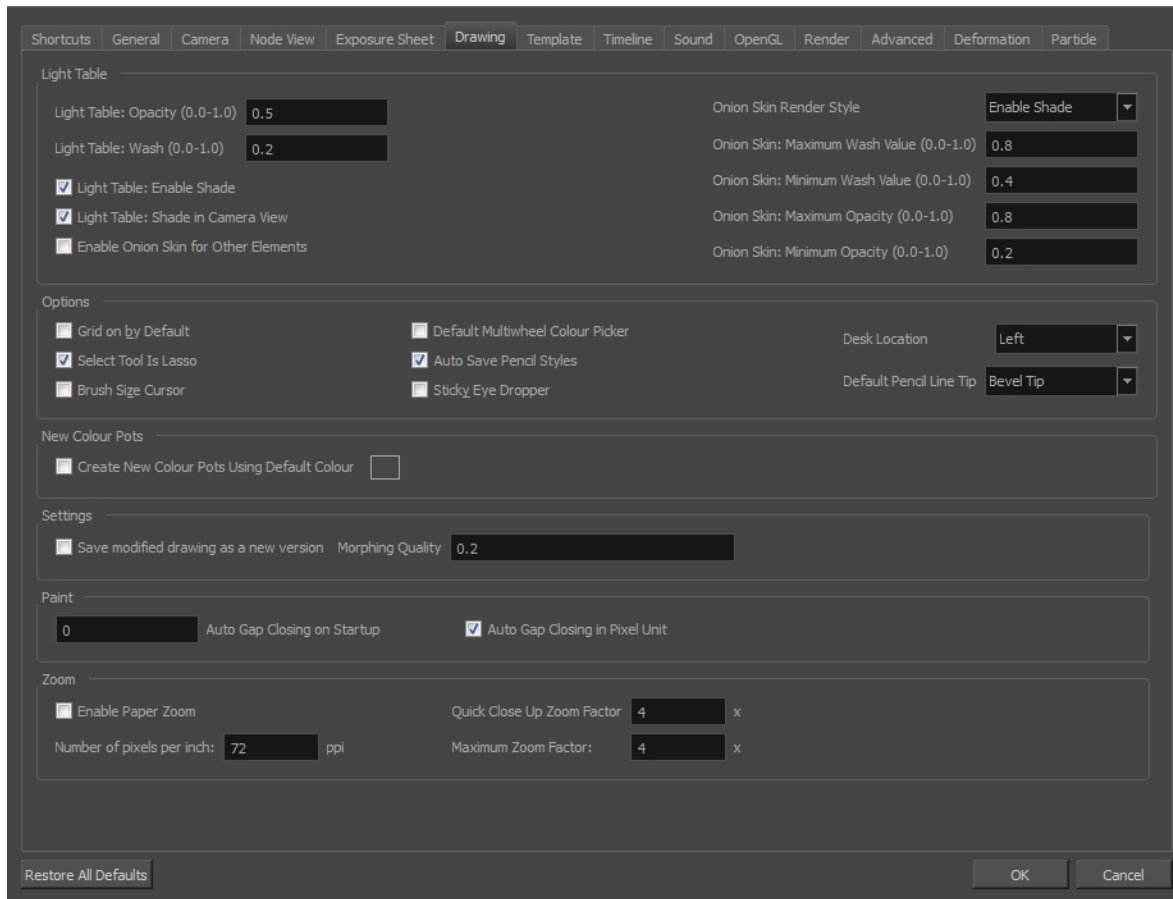 Shortcuts General Camera Node View Exposure Sheet Drawing Template Timeline Sound OpenGL Render Advanced Deformation Particle
Light Table
Light Table: Opacity (0.0-1.0) 0.5
Light Table: Wash (0.0-1.0) 0.2
Light Table: Enable Shade
Light Table: Shade in Camera View
Enable Onion Skin for Other Elements
Onion Skin Render Style Enable Shade
Onion Skin: Maximum Wash Value (0.0-1.0) 0.8
Onion Skin: Minimum Wash Value (0.0-1.0) 0.4
Onion Skin: Maximum Opacity (0.0-1.0) 0.8
Onion Skin: Minimum Opacity (0.0-1.0) 0.2
Options
Grid on by Default
Select Tool Is Lasso
Brush Size Cursor
Default Multiwheel Colour Picker
Auto Save Pencil Styles
Sticky Eye Dropper
Desk Location Left
Default Pencil Line Tip Bevel Tip
New Colour Pots
Create New Colour Pots Using Default Colour
Settings
Save modified drawing as a new version Morphing Quality 0.2
Paint
0 Auto Gap Closing on Startup Auto Gap Closing in Pixel Unit
Zoom
Enable Paper Zoom Quick Close Up Zoom Factor 4 x
Number of pixels per inch: 72 ppi Maximum Zoom Factor: 4 x
Restore All Defaults OK Cancel